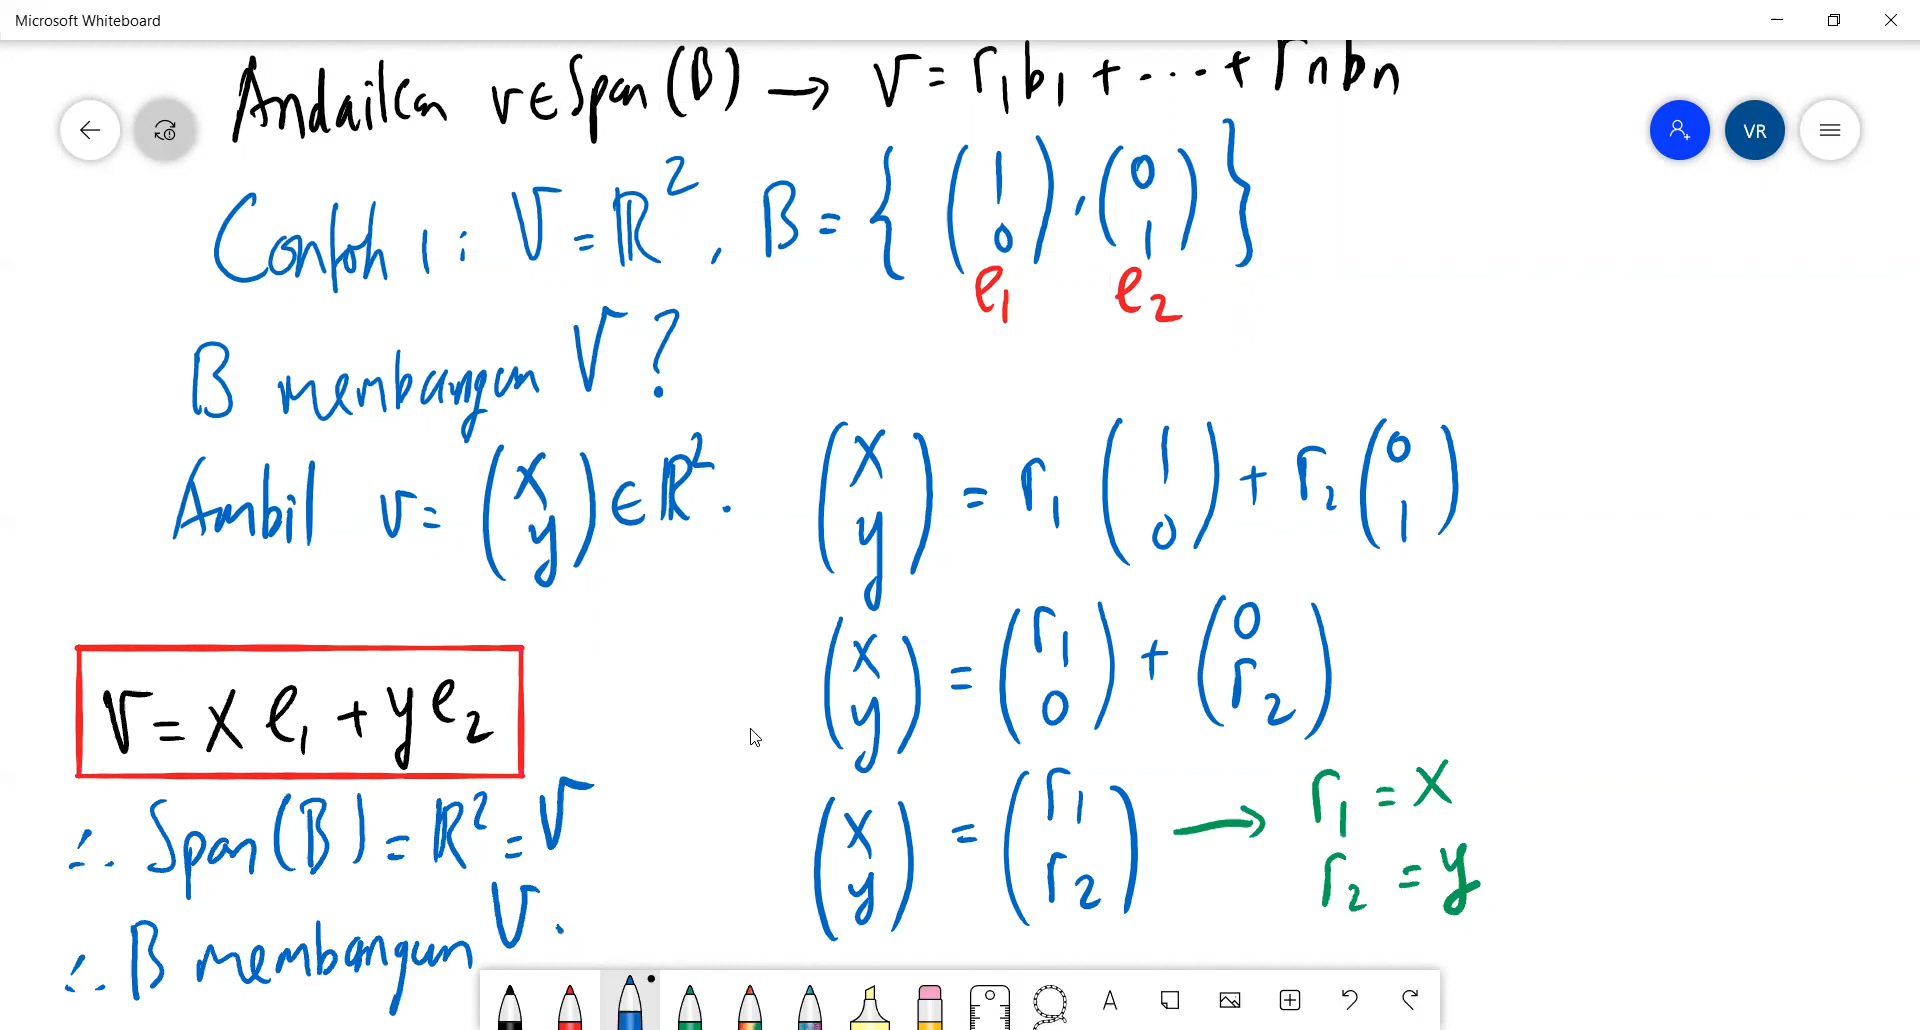 Microsoft Whiteboard
Andaikan v ∈ Span (B) → v = r₁b₁ + ... + rₙbₙ
VR
Contoh 1 : V = ℝ², B = { (1 0), (0 1) }
e₁ e₂
B membangun V ?
Ambil v = (x y) ∈ ℝ².
(x y) = r₁ (1 0) + r₂ (0 1)
(x y) = (r₁ 0) + (0 r₂)
(x y) = (r₁ r₂) → r₁ = x
r₂ = y
v = x e₁ + y e₂
∴ Span (B) = ℝ² = V
∴ B membangun V.
A